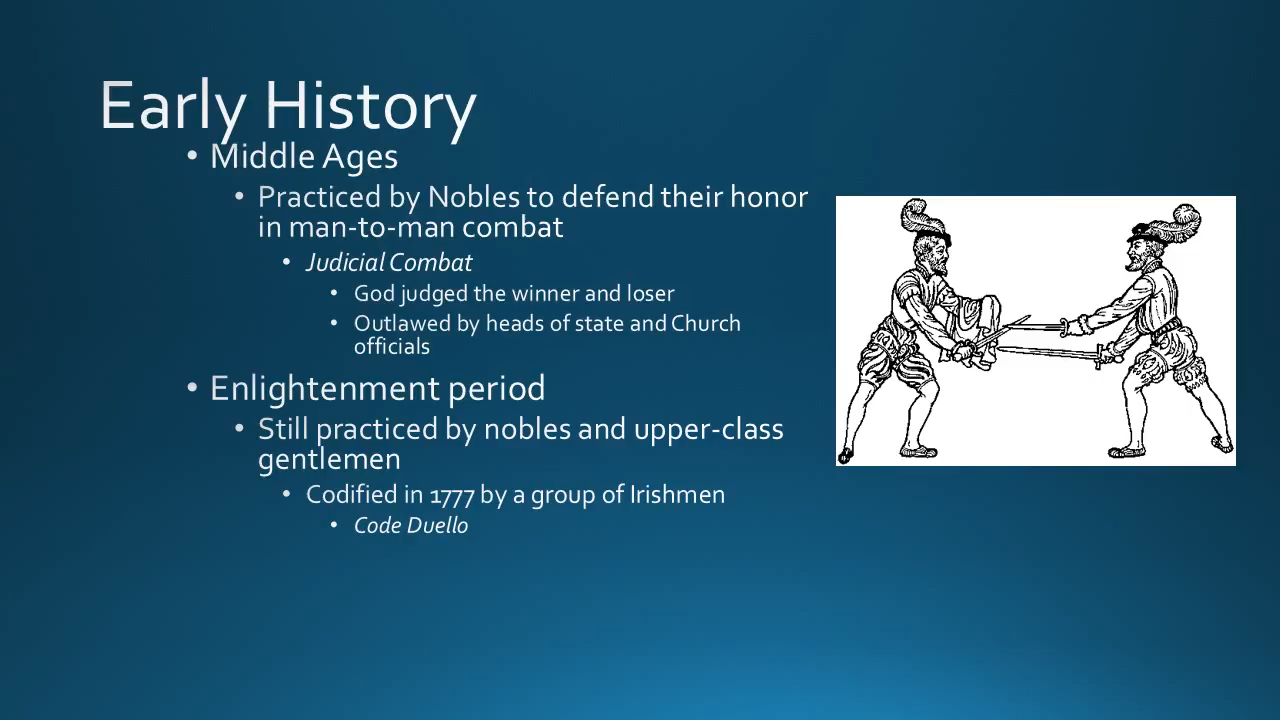 Early History
• Middle Ages
• Practiced by Nobles to defend their honor
in man-to-man combat
• Judicial Combat
• God judged the winner and loser
• Outlawed by heads of state and Church
officials
• Enlightenment period
• Still practiced by nobles and upper-class
gentlemen
• Codified in 1777 by a group of Irishmen
• Code Duello